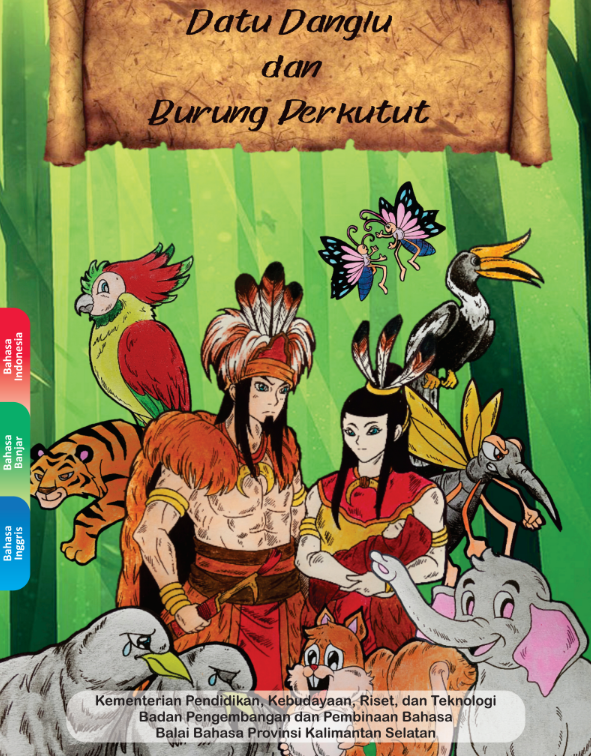 Datu Danglu
dan
Burung Perkutut
Bahasa
Indonesia
Bahasa
Banjar
Bahasa
Inggris
Kementerian Pendidikan, Kebudayaan, Riset, dan Teknologi
Badan Pengembangan dan Pembinaan Bahasa
Balai Bahasa Provinsi Kalimantan Selatan